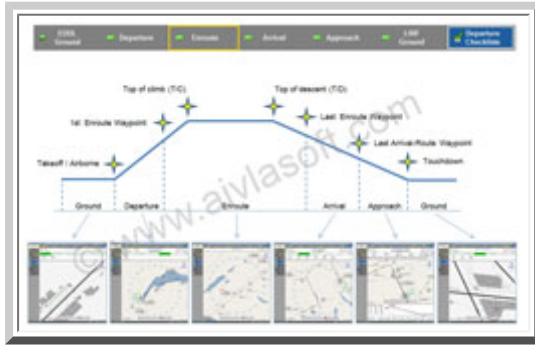 Ground
Departure
Enroute
Arrival
Approach
Ground
Departure
Checklist
Top of climb (T/C)
Top of descent (T/D)
1st. Enroute Waypoint
Last. Enroute Waypoint
Last Arrival/Route Waypoint
Takeoff / Airborne
Touchdown
Ground
Departure
Enroute
Arrival
Approach
Ground
© www.aivlasoft.com